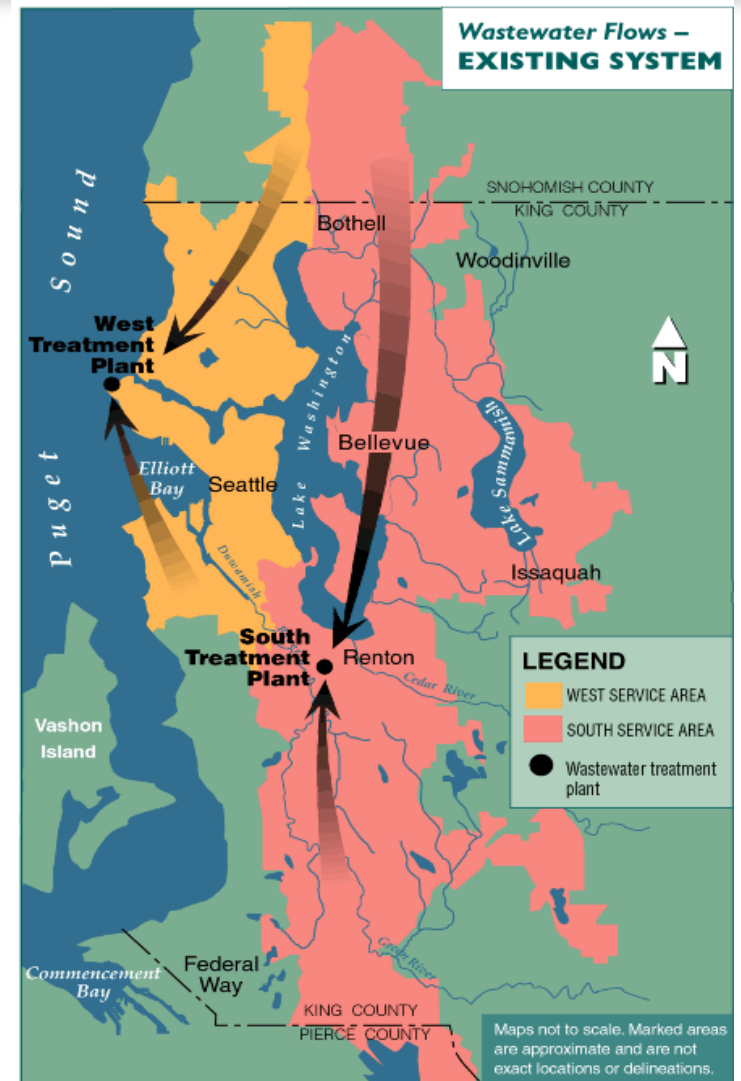 Wastewater Flows –
EXISTING SYSTEM
SNOHOMISH COUNTY
KING COUNTY
Bothell
Woodinville
Puget Sound
West
Treatment
Plant
N
Lake Washington
Bellevue
Lake Sammamish
Elliott
Bay
Seattle
Duwamish
Issaquah
South
Treatment
Plant
Renton
Cedar River
LEGEND
WEST SERVICE AREA
SOUTH SERVICE AREA
Wastewater treatment
plant
Vashon
Island
Green River
Federal
Way
Commencement
Bay
KING COUNTY
PIERCE COUNTY
Maps not to scale. Marked areas
are approximate and are not
exact locations or delineations.